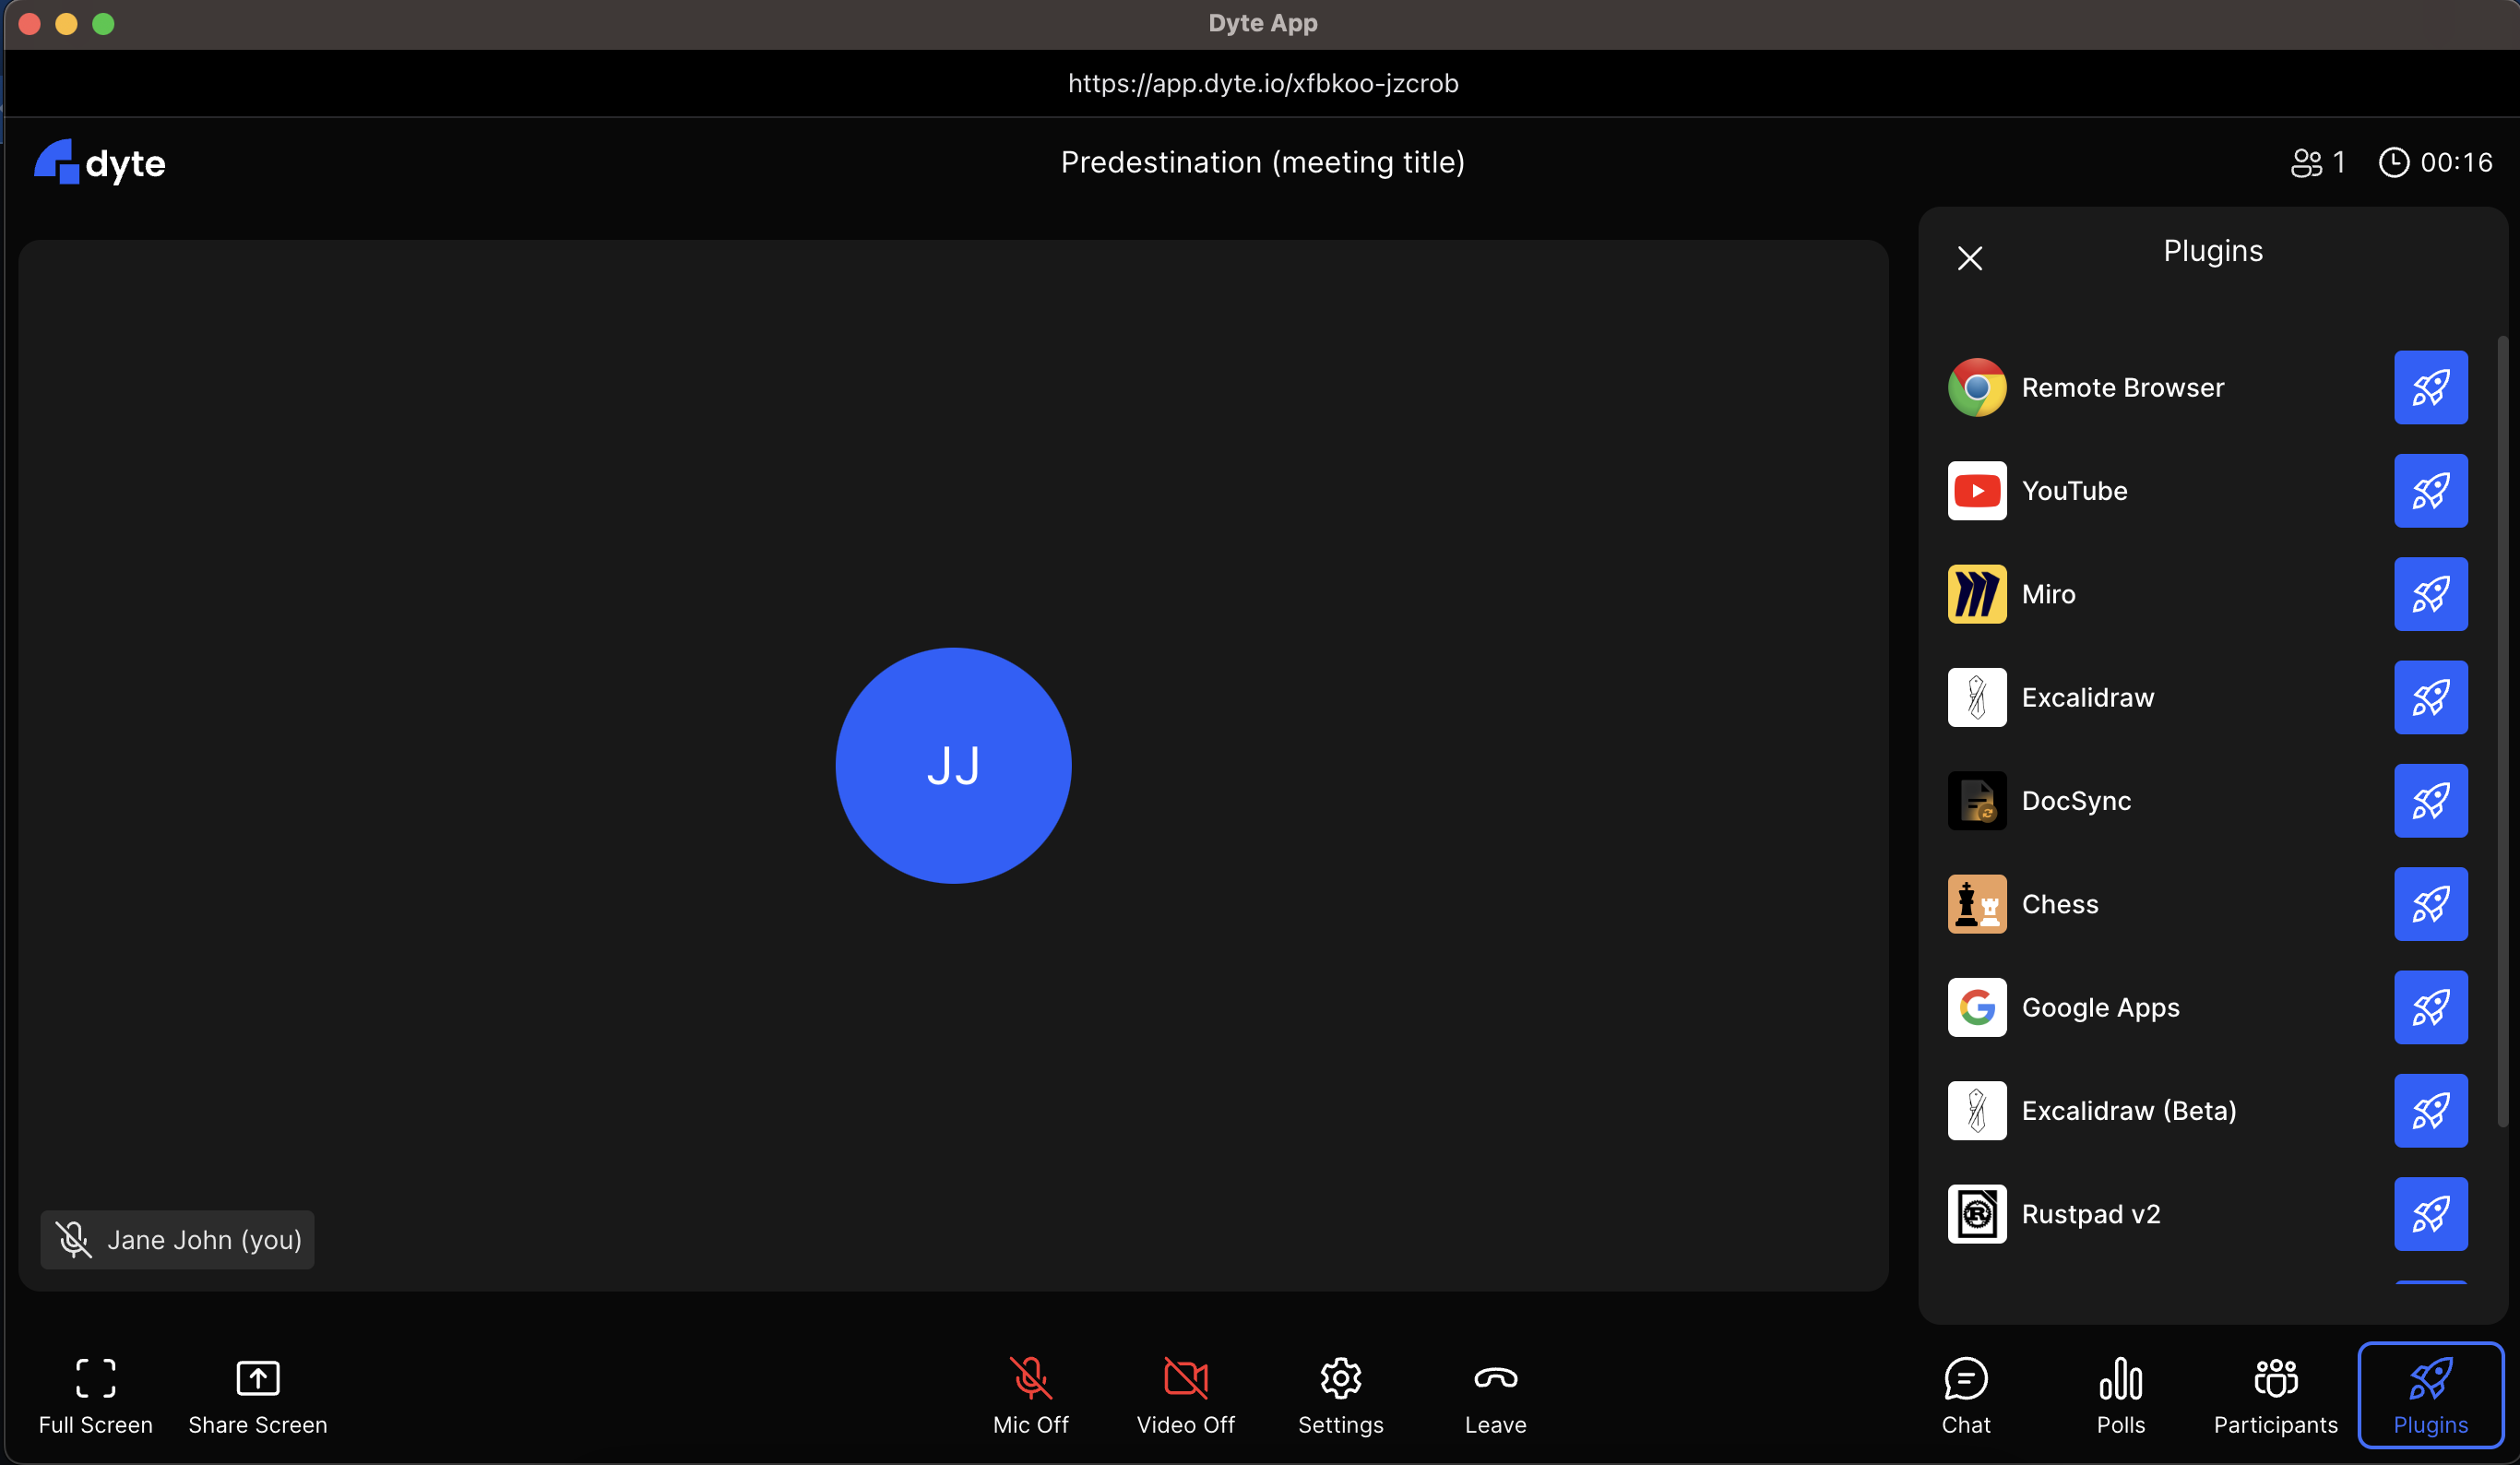 Dyte App
https://app.dyte.io/xfbkoo-jzcrob
dyte
Predestination (meeting title)
1
00:16
Plugins
Remote Browser
YouTube
Miro
Excalidraw
DocSync
Chess
G Google Apps
Excalidraw (Beta)
R Rustpad v2
JJ
Jane John (you)
Full Screen
Share Screen
Mic Off
Video Off
Settings
Leave
Chat
Polls
Participants
Plugins